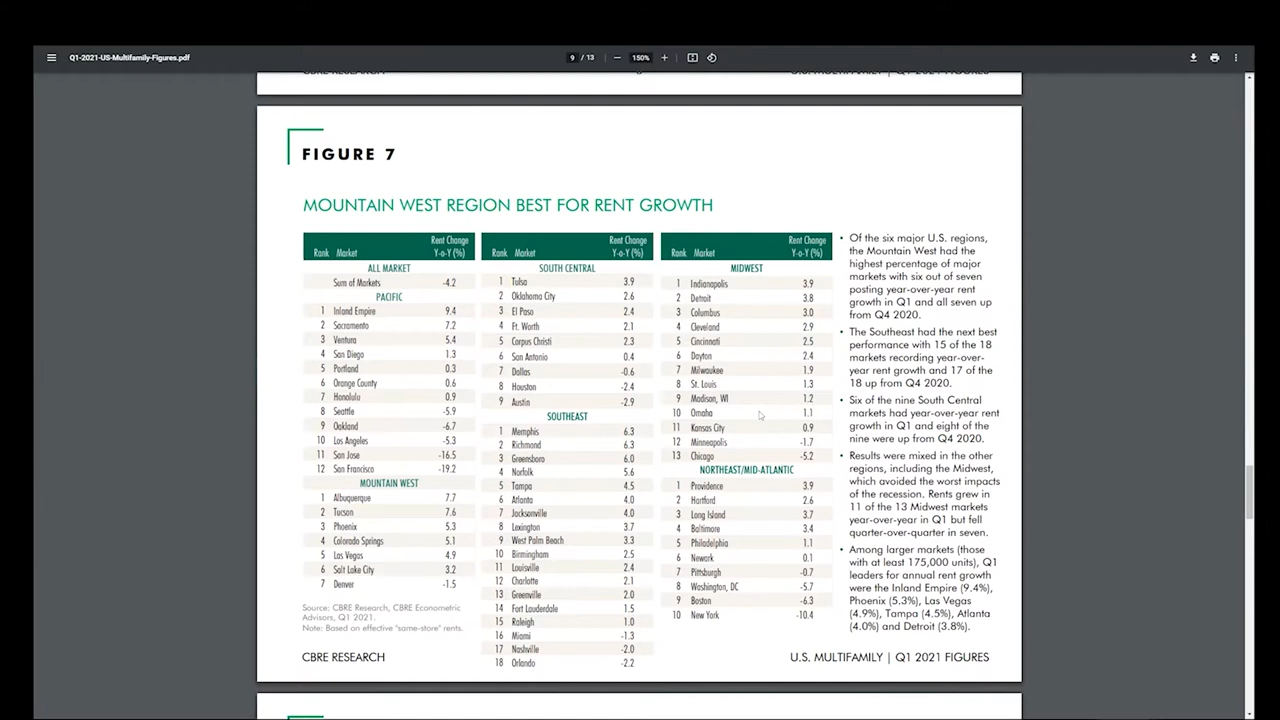 Q1-2021-US-Multifamily-Figures.pdf
9 / 13
150%
CBRE RESEARCH
U.S. MULTIFAMILY | Q1 2021 FIGURES
FIGURE 7
MOUNTAIN WEST REGION BEST FOR RENT GROWTH
Rank Market Rent Change Y-o-Y (%)
ALL MARKET
Sum of Markets -4.2
PACIFIC
1 Inland Empire 9.4
2 Sacramento 7.2
3 Ventura 5.4
4 San Diego 1.3
5 Portland 0.3
6 Orange County 0.6
7 Honolulu 0.9
8 Seattle -5.9
9 Oakland -6.7
10 Los Angeles -5.3
11 San Jose -16.5
12 San Francisco -19.2
MOUNTAIN WEST
1 Albuquerque 7.7
2 Tucson 7.6
3 Phoenix 5.3
4 Colorado Springs 5.1
5 Las Vegas 4.9
6 Salt Lake City 3.2
7 Denver -1.5
Source: CBRE Research, CBRE Econometric
Advisors, Q1 2021.
Note: Based on effective "same-store" rents.
Rank Market Rent Change Y-o-Y (%)
SOUTH CENTRAL
1 Tulsa 3.9
2 Oklahoma City 2.6
3 El Paso 2.4
4 Ft. Worth 2.1
5 Corpus Christi 2.3
6 San Antonio 0.4
7 Dallas -0.6
8 Houston -2.4
9 Austin -2.9
SOUTHEAST
1 Memphis 6.3
2 Richmond 6.3
3 Greensboro 6.0
4 Norfolk 5.6
5 Tampa 4.5
6 Atlanta 4.0
7 Jacksonville 4.0
8 Lexington 3.7
9 West Palm Beach 3.3
10 Birmingham 2.5
11 Louisville 2.4
12 Charlotte 2.1
13 Greenville 2.0
14 Fort Lauderdale 1.5
15 Raleigh 1.0
16 Miami -1.3
17 Nashville -2.0
18 Orlando -2.2
Rank Market Rent Change Y-o-Y (%)
MIDWEST
1 Indianapolis 3.9
2 Detroit 3.8
3 Columbus 3.0
4 Cleveland 2.9
5 Cincinnati 2.5
6 Dayton 2.4
7 Milwaukee 1.9
8 St. Louis 1.3
9 Madison, WI 1.2
10 Omaha 1.1
11 Kansas City 0.9
12 Minneapolis -1.7
13 Chicago -5.2
NORTHEAST/MID-ATLANTIC
1 Providence 3.9
2 Hartford 2.6
3 Long Island 3.7
4 Baltimore 3.4
5 Philadelphia 1.1
6 Newark 0.1
7 Pittsburgh -0.7
8 Washington, DC -5.7
9 Boston -6.3
10 New York -10.4
• Of the six major U.S. regions,
the Mountain West had the
highest percentage of major
markets with six out of seven
posting year-over-year rent
growth in Q1 and all seven up
from Q4 2020.
• The Southeast had the next best
performance with 15 of the 18
markets recording year-over-
year rent growth and 17 of the
18 up from Q4 2020.
• Six of the nine South Central
markets had year-over-year rent
growth in Q1 and eight of the
nine were up from Q4 2020.
• Results were mixed in the other
regions, including the Midwest,
which avoided the worst impacts
of the recession. Rents grew in
11 of the 13 Midwest markets
year-over-year in Q1 but fell
quarter-over-quarter in seven.
• Among larger markets (those
with at least 175,000 units), Q1
leaders for annual rent growth
were the Inland Empire (9.4%),
Phoenix (5.3%), Las Vegas
(4.9%), Tampa (4.5%), Atlanta
(4.0%) and Detroit (3.8%).
CBRE RESEARCH
U.S. MULTIFAMILY | Q1 2021 FIGURES